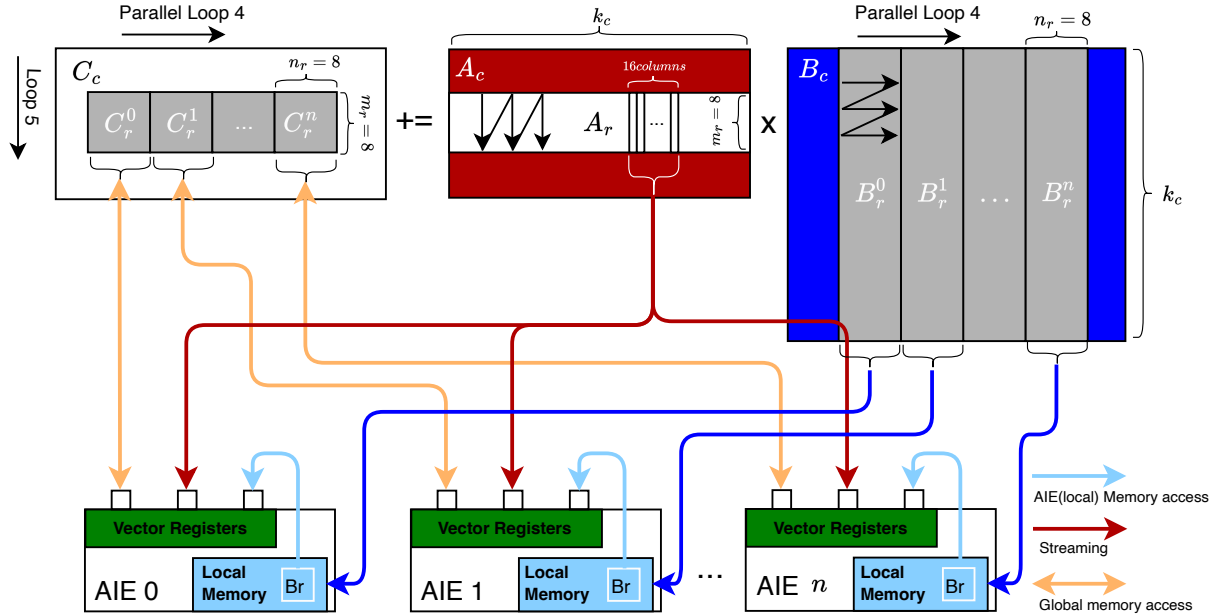 Parallel Loop 4
Loop 5
C_c
n_r = 8
m_r = 8
C_r^0
C_r^1
...
C_r^n
+=
k_c
A_c
16columns
A_r
...
m_r = 8
x
Parallel Loop 4
n_r = 8
B_c
B_r^0
B_r^1
...
B_r^n
k_c
Vector Registers
AIE 0
Local
Memory
Br
Vector Registers
AIE 1
Local
Memory
Br
...
Vector Registers
AIE n
Local
Memory
Br
AIE(local) Memory access
Streaming
Global memory access